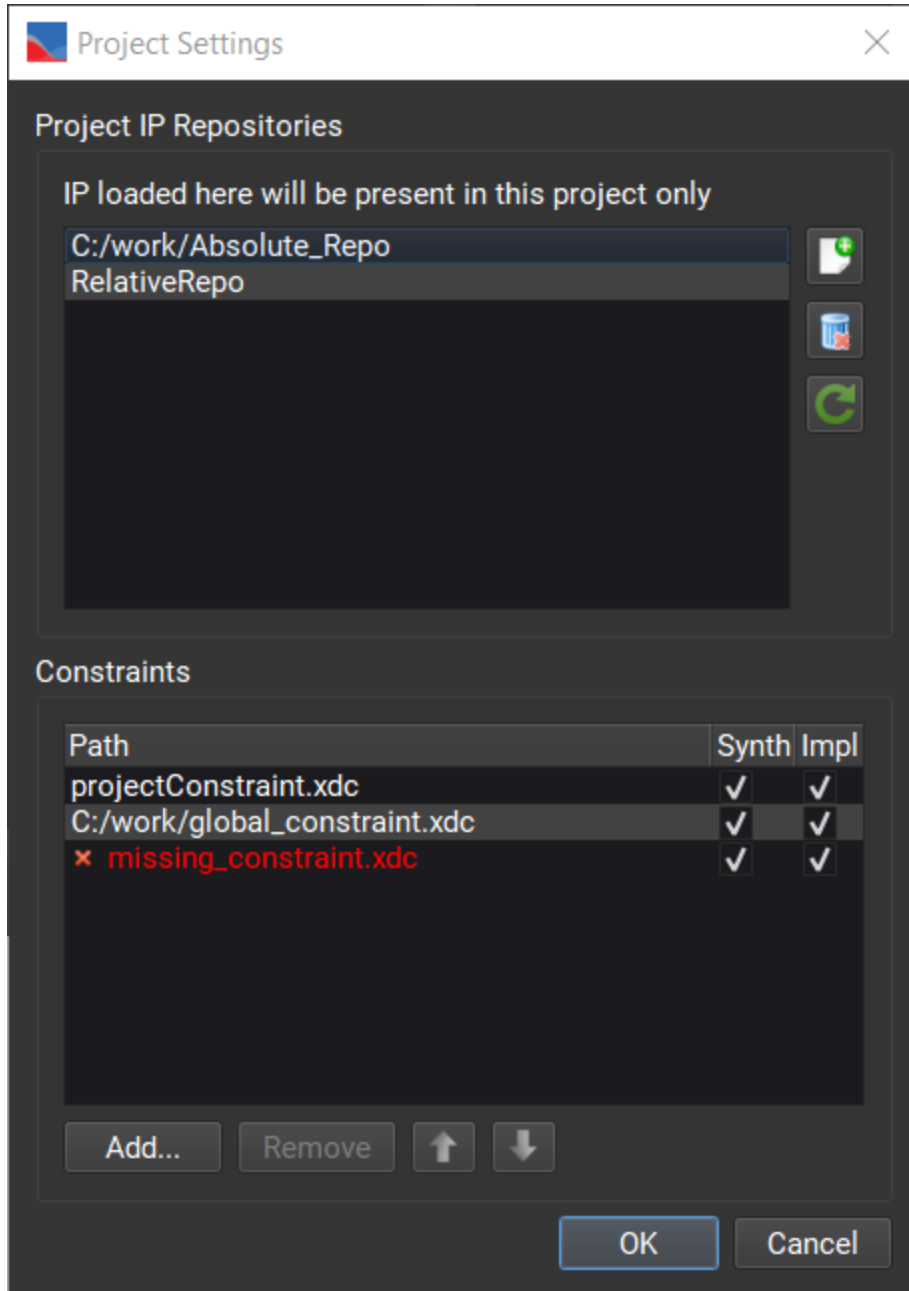 Project Settings
Project IP Repositories
IP loaded here will be present in this project only
C:/work/Absolute_Repo
RelativeRepo
Constraints
Path Synth Impl
projectConstraint.xdc
C:/work/global_constraint.xdc
missing_constraint.xdc
Add... Remove
OK Cancel